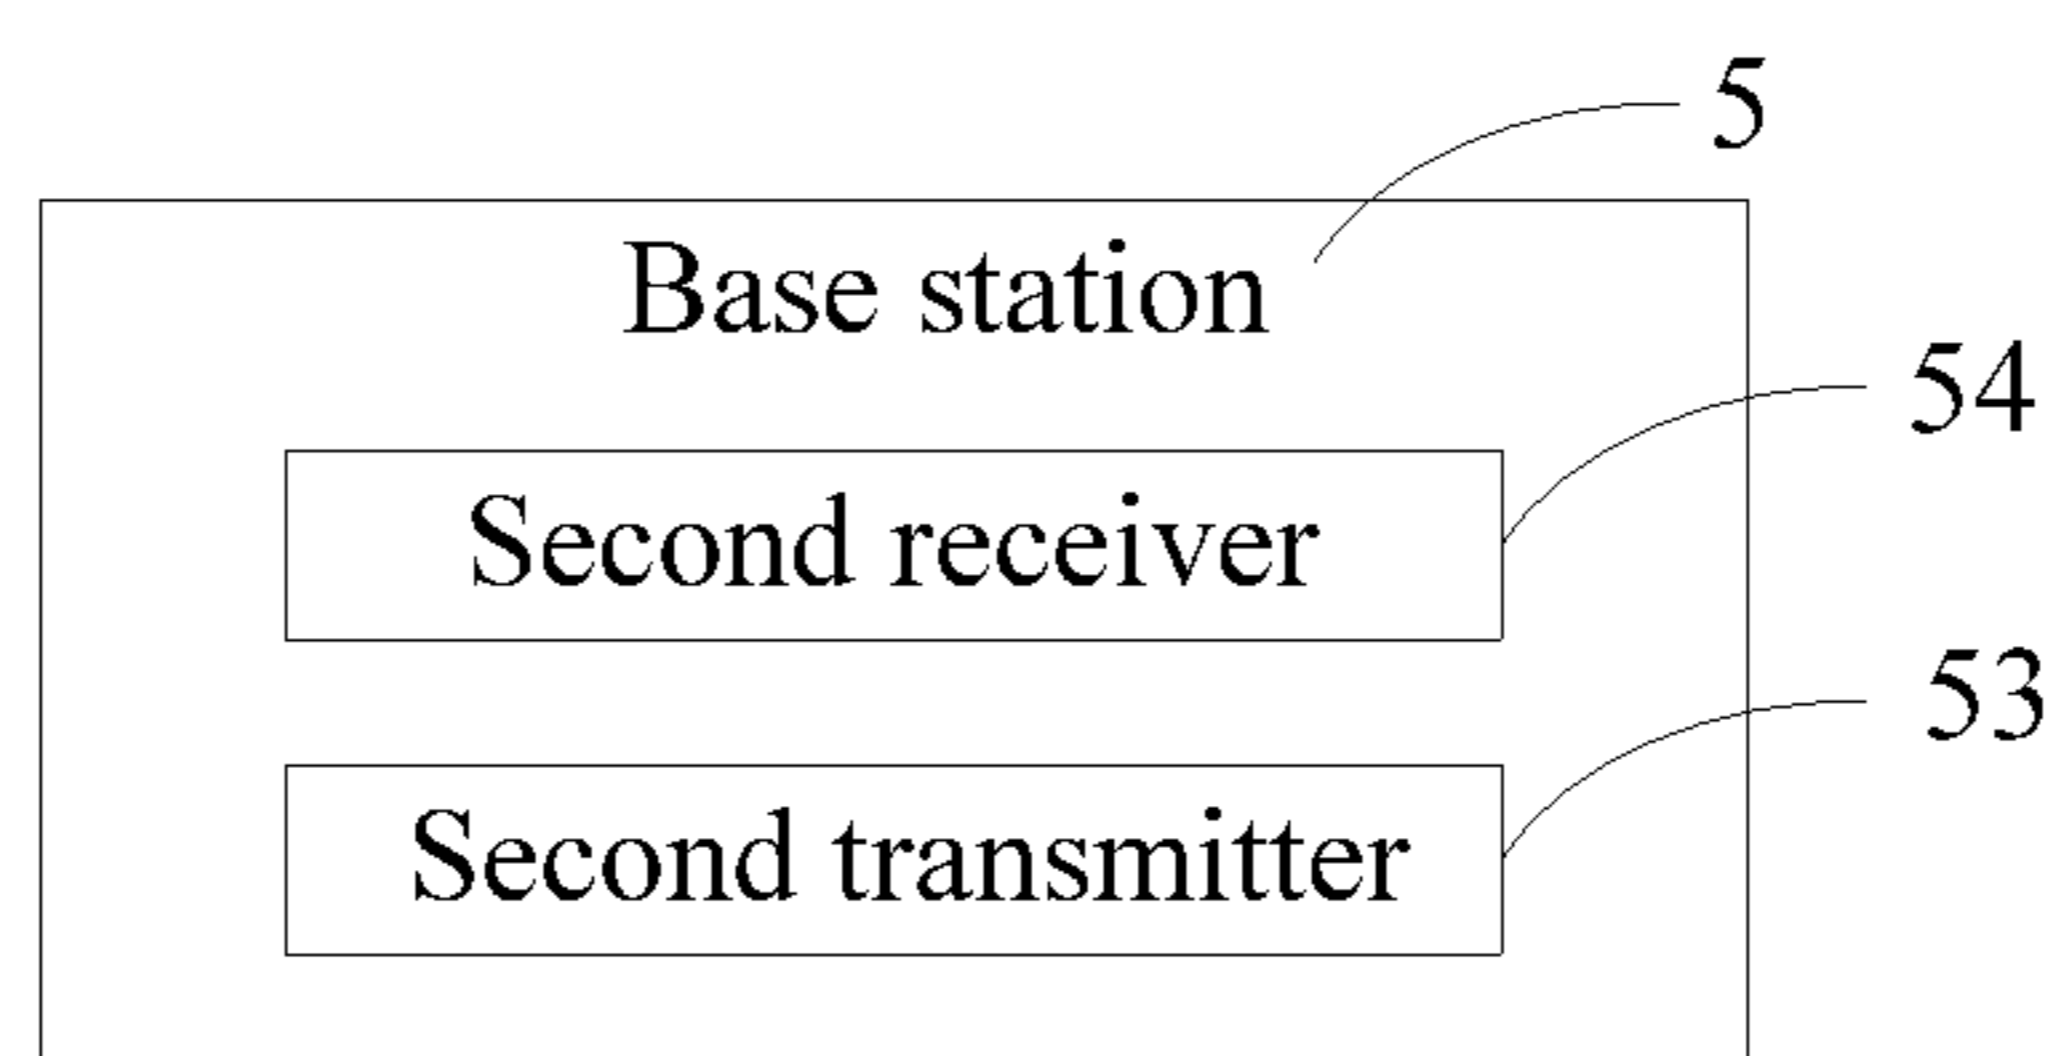 5
Base station
54
Second receiver
53
Second transmitter